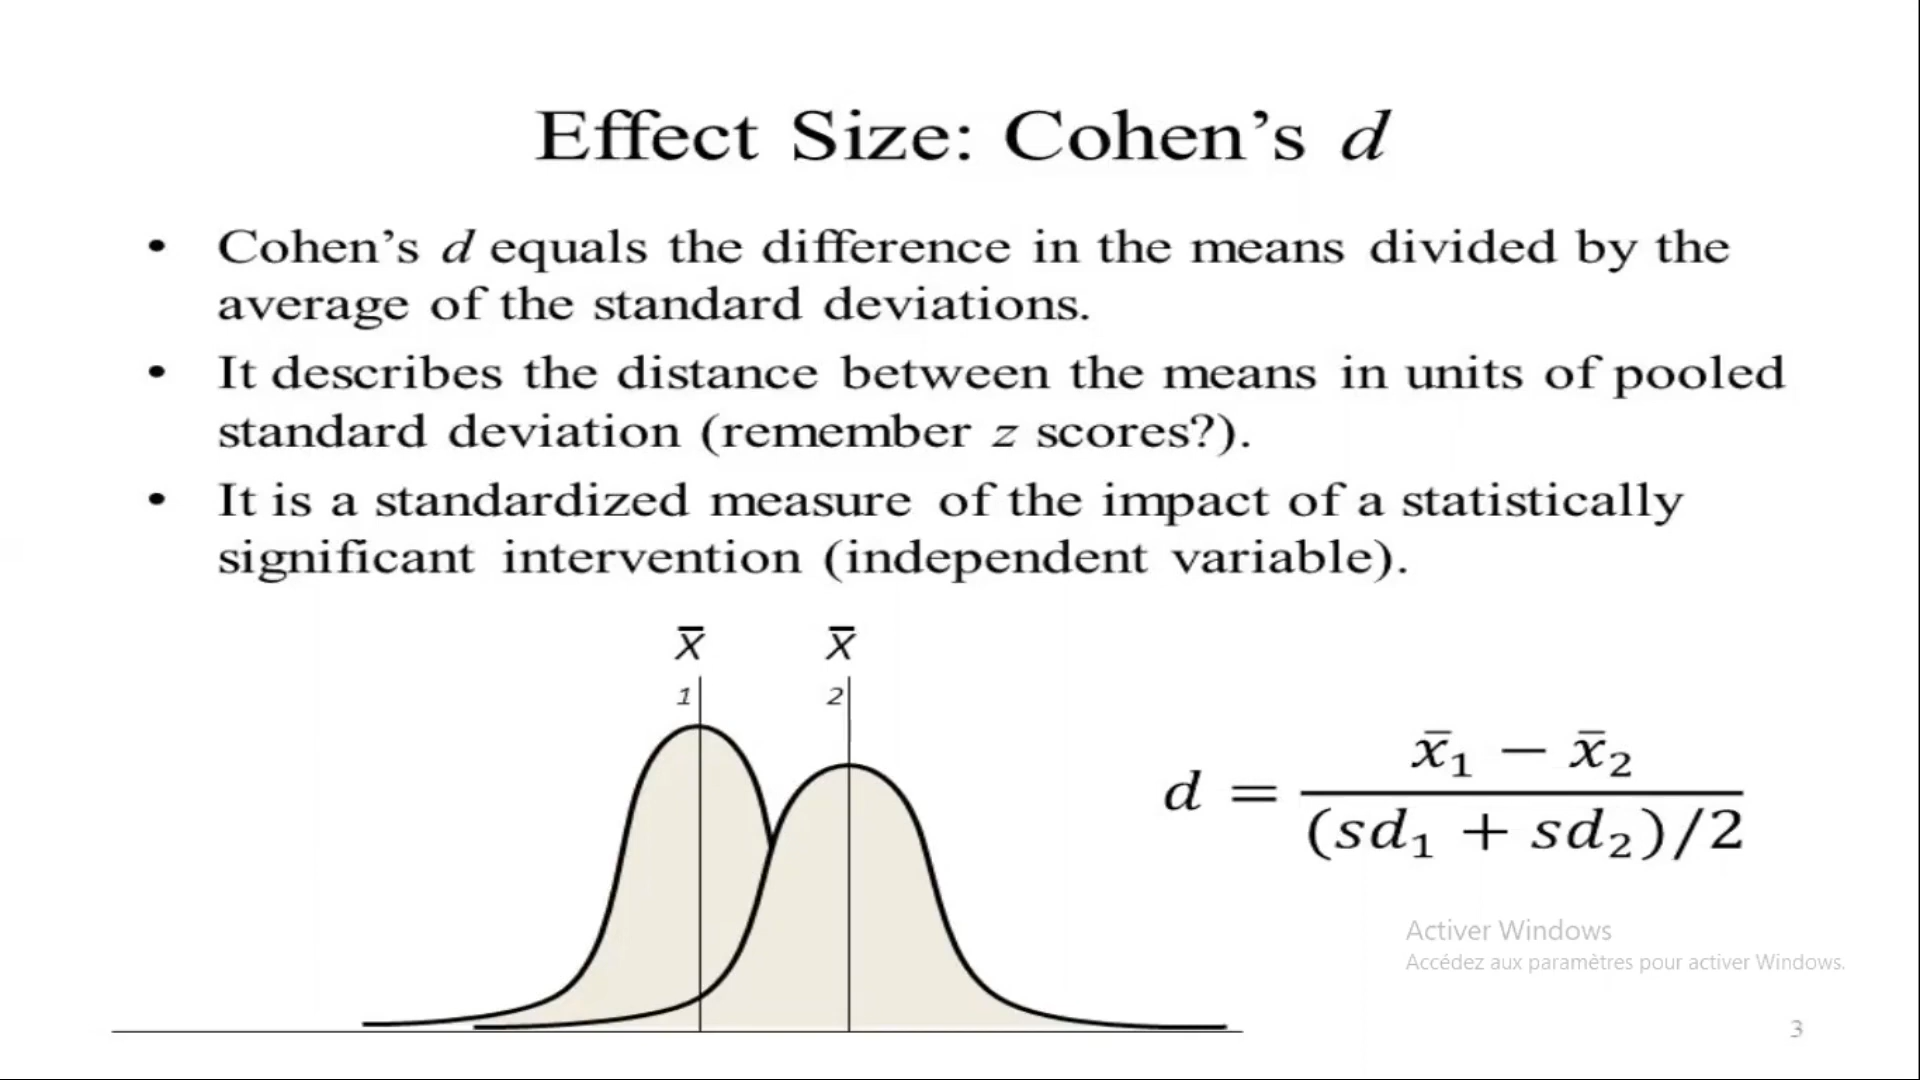 Effect Size: Cohen’s d
• Cohen’s d equals the difference in the means divided by the
average of the standard deviations.
• It describes the distance between the means in units of pooled
standard deviation (remember z scores?).
• It is a standardized measure of the impact of a statistically
significant intervention (independent variable).
X̅ X̅
1 2
d = (x̄₁ − x̄₂) / ((sd₁ + sd₂)/2)
Activer Windows
Accédez aux paramètres pour activer Windows.
3